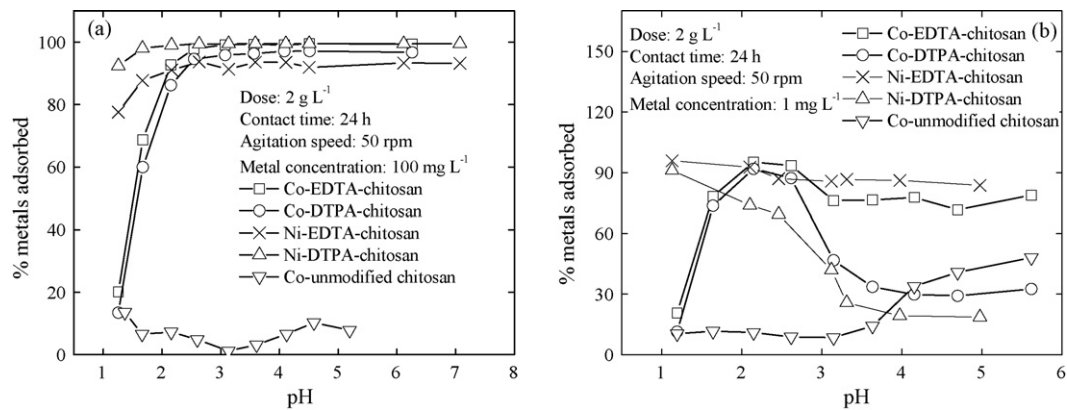 (a)
% metals adsorbed
100
80
60
40
20
0
Dose: 2 g L-1
Contact time: 24 h
Agitation speed: 50 rpm
Metal concentration: 100 mg L-1
Co-EDTA-chitosan
Co-DTPA-chitosan
Ni-EDTA-chitosan
Ni-DTPA-chitosan
Co-unmodified chitosan
1 2 3 4 5 6 7 8
pH
(b)
% metals adsorbed
150
120
90
60
30
0
Dose: 2 g L-1
Contact time: 24 h
Agitation speed: 50 rpm
Metal concentration: 1 mg L-1
Co-EDTA-chitosan
Co-DTPA-chitosan
Ni-EDTA-chitosan
Ni-DTPA-chitosan
Co-unmodified chitosan
1 2 3 4 5 6
pH